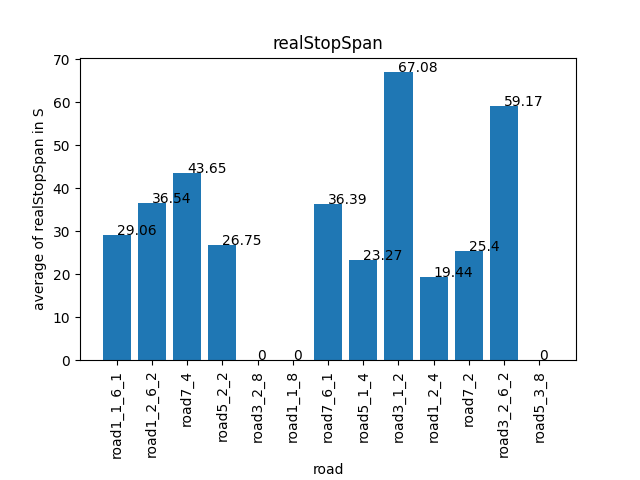 realStopSpan
average of realStopSpan in S
70
60
50
40
30
20
10
0
29.06
36.54
43.65
26.75
0
0
36.39
23.27
67.08
19.44
25.4
59.17
0
road1_1_6_1
road1_2_6_2
road7_4
road5_2_2
road3_2_8
road1_1_8
road7_6_1
road5_1_4
road3_1_2
road1_2_4
road7_2
road3_2_6_2
road5_3_8
road